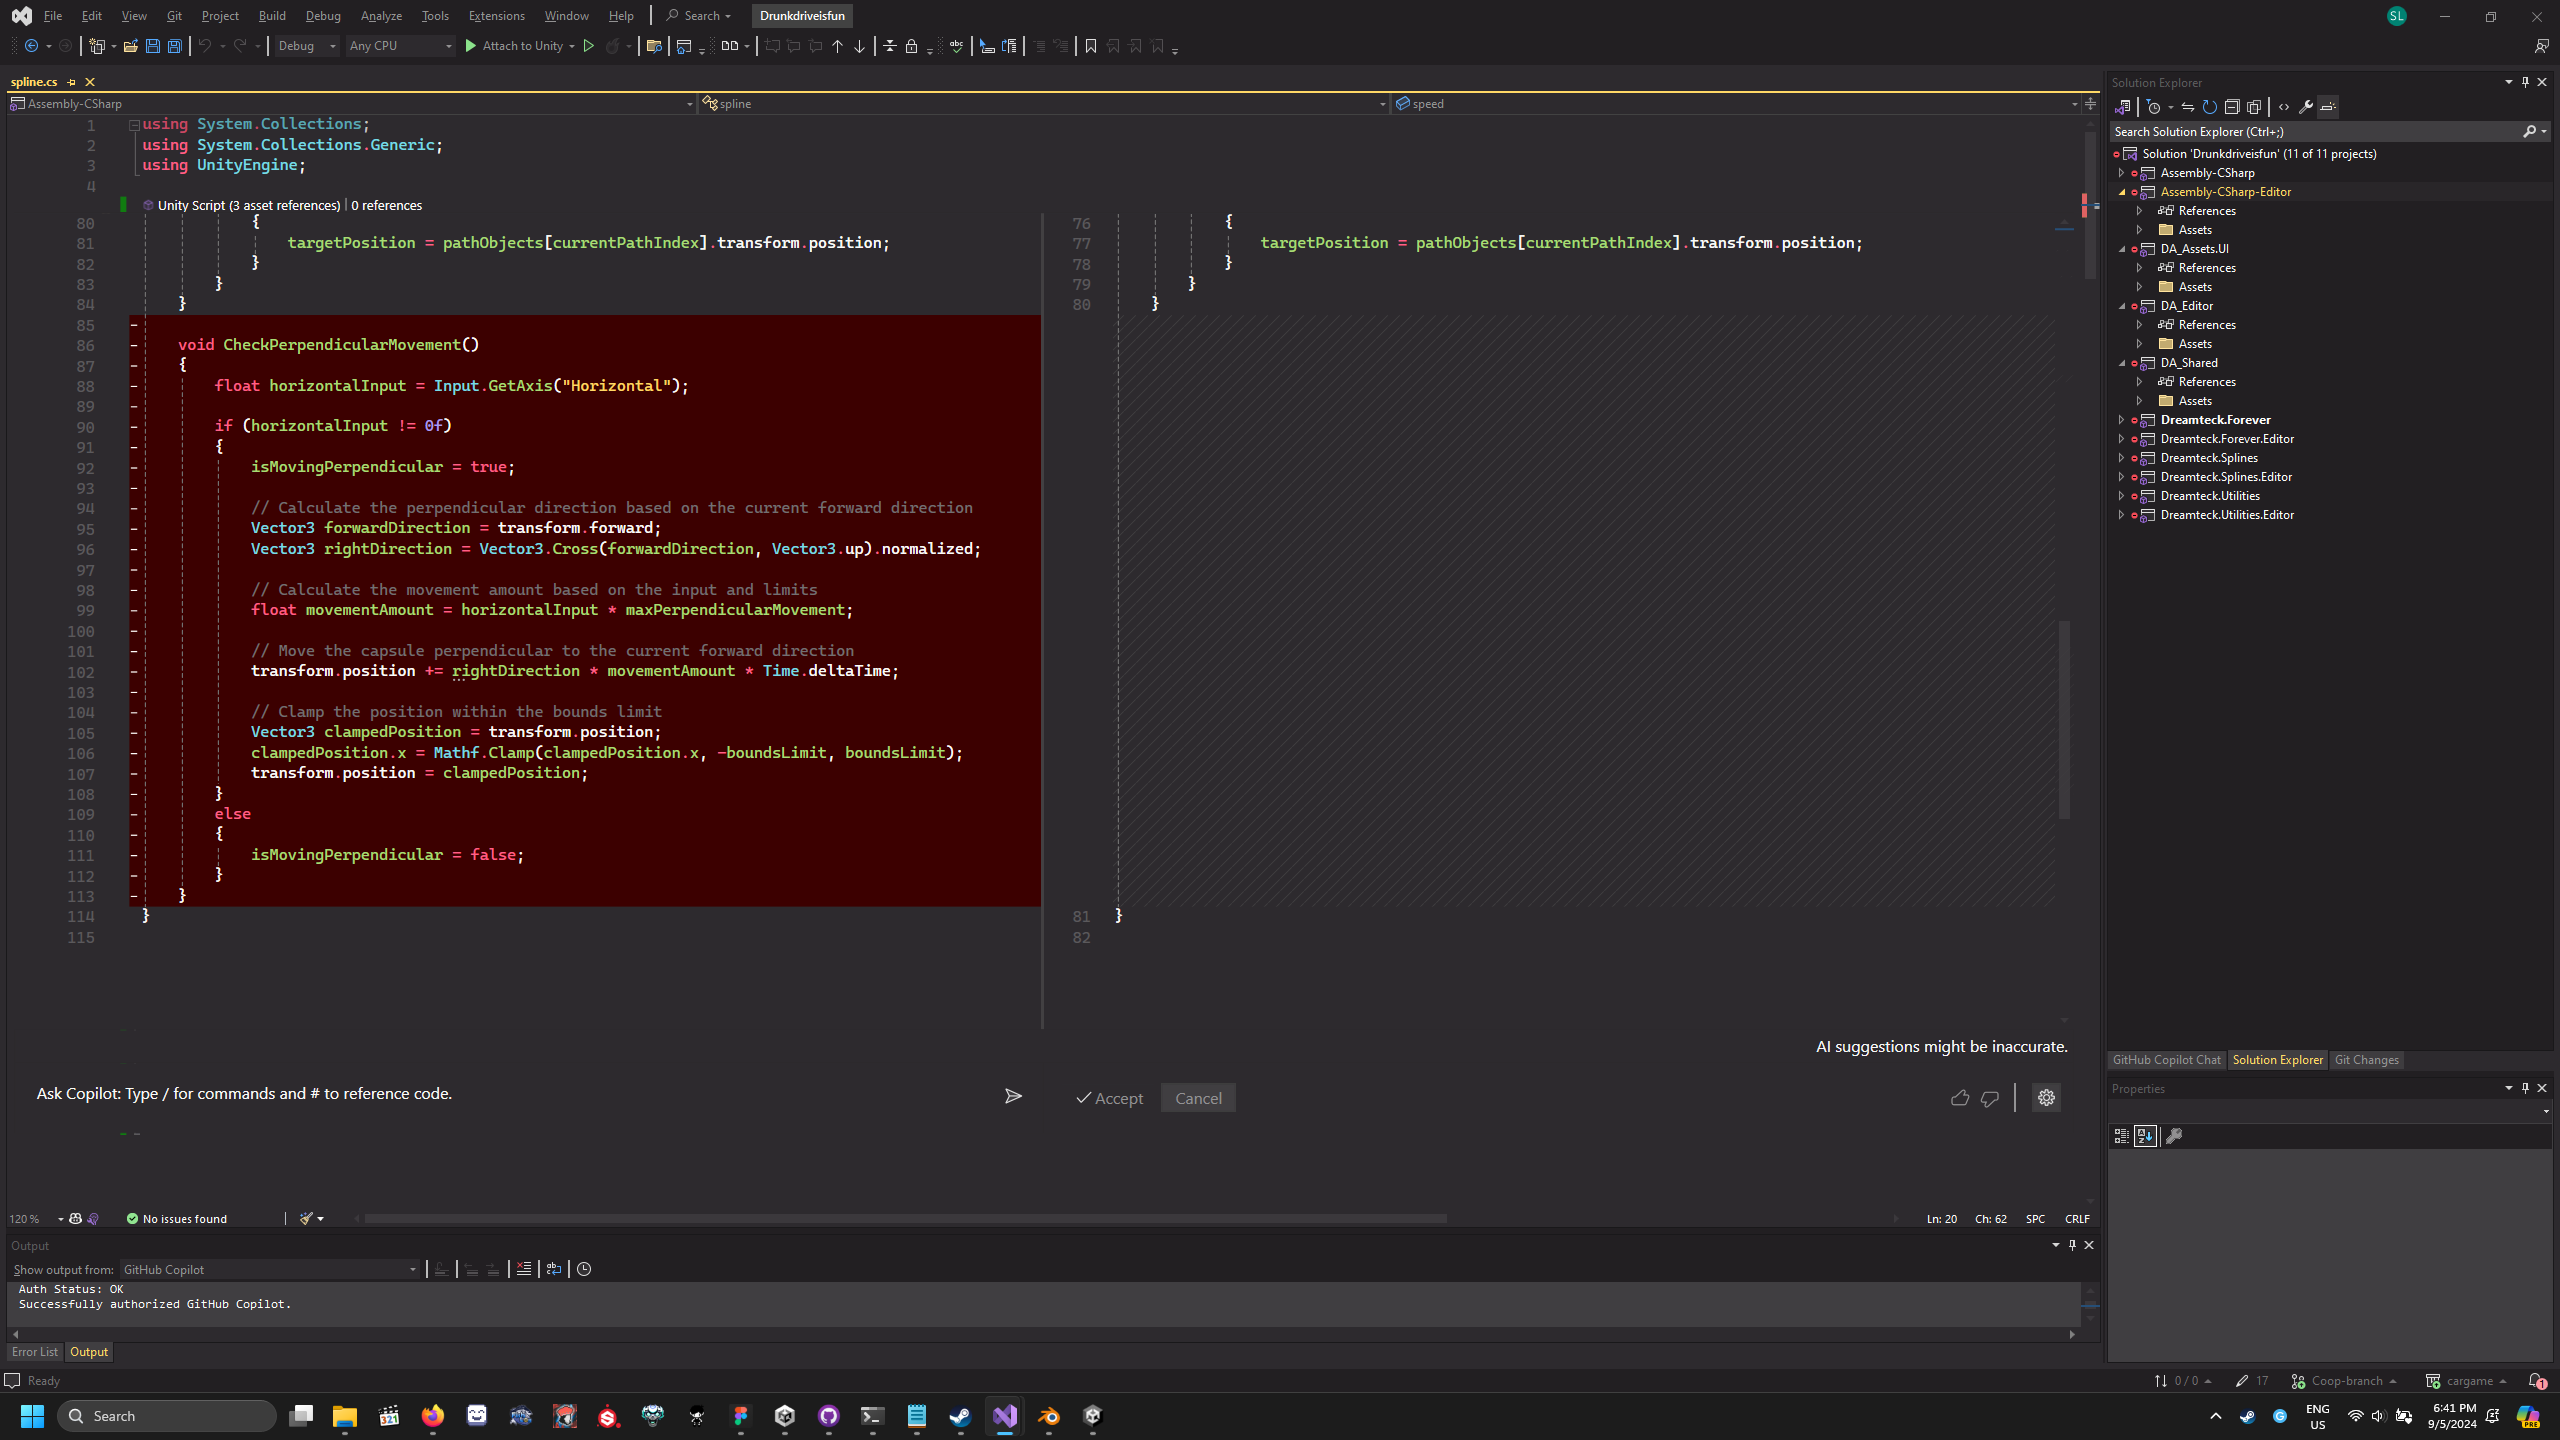 File Edit View Git Project Build Debug Analyze Tools Extensions Window Help Search Drunkdriveisfun SL
Debug Any CPU Attach to Unity
spline.cs
Assembly-CSharp spline speed
1 using System.Collections;
2 using System.Collections.Generic;
3 using UnityEngine;
4
Unity Script (3 asset references) | 0 references
80 {
81 targetPosition = pathObjects[currentPathIndex].transform.position;
82 }
83 }
84 }
85 -
86 - void CheckPerpendicularMovement()
87 - {
88 - float horizontalInput = Input.GetAxis("Horizontal");
89 -
90 - if (horizontalInput != 0f)
91 - {
92 - isMovingPerpendicular = true;
93 -
94 - // Calculate the perpendicular direction based on the current forward direction
95 - Vector3 forwardDirection = transform.forward;
96 - Vector3 rightDirection = Vector3.Cross(forwardDirection, Vector3.up).normalized;
97 -
98 - // Calculate the movement amount based on the input and limits
99 - float movementAmount = horizontalInput * maxPerpendicularMovement;
100 -
101 - // Move the capsule perpendicular to the current forward direction
102 - transform.position += rightDirection * movementAmount * Time.deltaTime;
103 -
104 - // Clamp the position within the bounds limit
105 - Vector3 clampedPosition = transform.position;
106 - clampedPosition.x = Mathf.Clamp(clampedPosition.x, -boundsLimit, boundsLimit);
107 - transform.position = clampedPosition;
108 - }
109 - else
110 - {
111 - isMovingPerpendicular = false;
112 - }
113 - }
114 }
115
76 {
77 targetPosition = pathObjects[currentPathIndex].transform.position;
78 }
79 }
80 }
81 }
82
AI suggestions might be inaccurate.
Ask Copilot: Type / for commands and # to reference code.
Accept Cancel
120 % No issues found Ln: 20 Ch: 62 SPC CRLF
Output
Show output from: GitHub Copilot
Auth Status: OK
Successfully authorized GitHub Copilot.
Error List Output
Solution Explorer
Search Solution Explorer (Ctrl+;)
Solution 'Drunkdriveisfun' (11 of 11 projects)
Assembly-CSharp
Assembly-CSharp-Editor
References
Assets
DA_Assets.UI
References
Assets
DA_Editor
References
Assets
DA_Shared
References
Assets
Dreamteck.Forever
Dreamteck.Forever.Editor
Dreamteck.Splines
Dreamteck.Splines.Editor
Dreamteck.Utilities
Dreamteck.Utilities.Editor
GitHub Copilot Chat Solution Explorer Git Changes
Properties
Ready 0 / 0 17 Coop-branch cargame 1
Search 321 ENG US 6:41 PM 9/5/2024 PRE